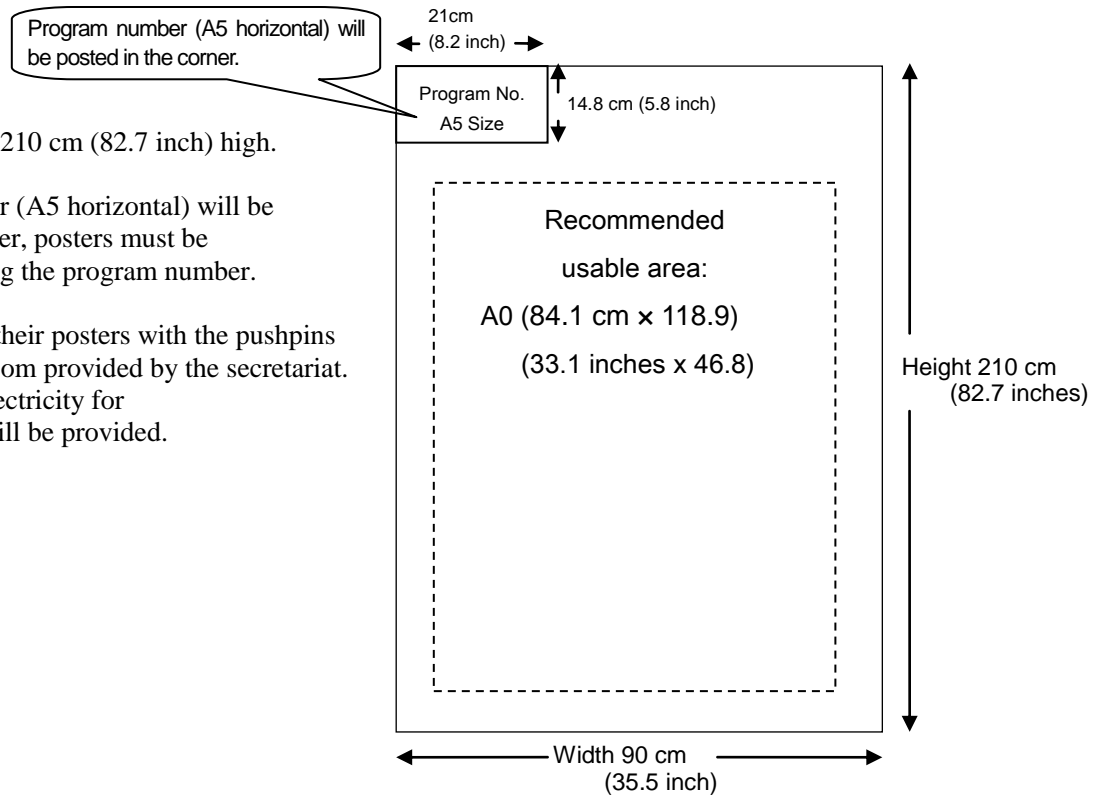 Program number (A5 horizontal) will
be posted in the corner.
21cm
(8.2 inch)
Program No.
A5 Size
14.8 cm (5.8 inch)
210 cm (82.7 inch) high.
r (A5 horizontal) will be
er, posters must be
g the program number.
their posters with the pushpins
om provided by the secretariat.
ectricity for
ill be provided.
Recommended
usable area:
A0 (84.1 cm × 118.9)
(33.1 inches x 46.8)
Height 210 cm
(82.7 inches)
Width 90 cm
(35.5 inch)